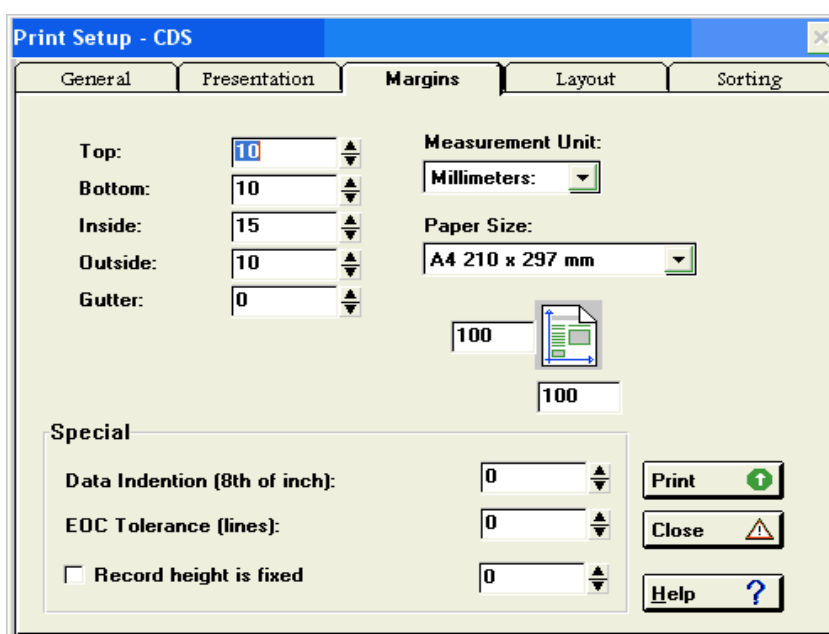 Print Setup - CDS
General Presentation Margins Layout Sorting
Top: 10
Bottom: 10
Inside: 15
Outside: 10
Gutter: 0
Measurement Unit:
Millimeters:
Paper Size:
A4 210 x 297 mm
100
100
Special
Data Indention (8th of inch): 0
EOC Tolerance (lines): 0
Record height is fixed 0
Print
Close
Help ?